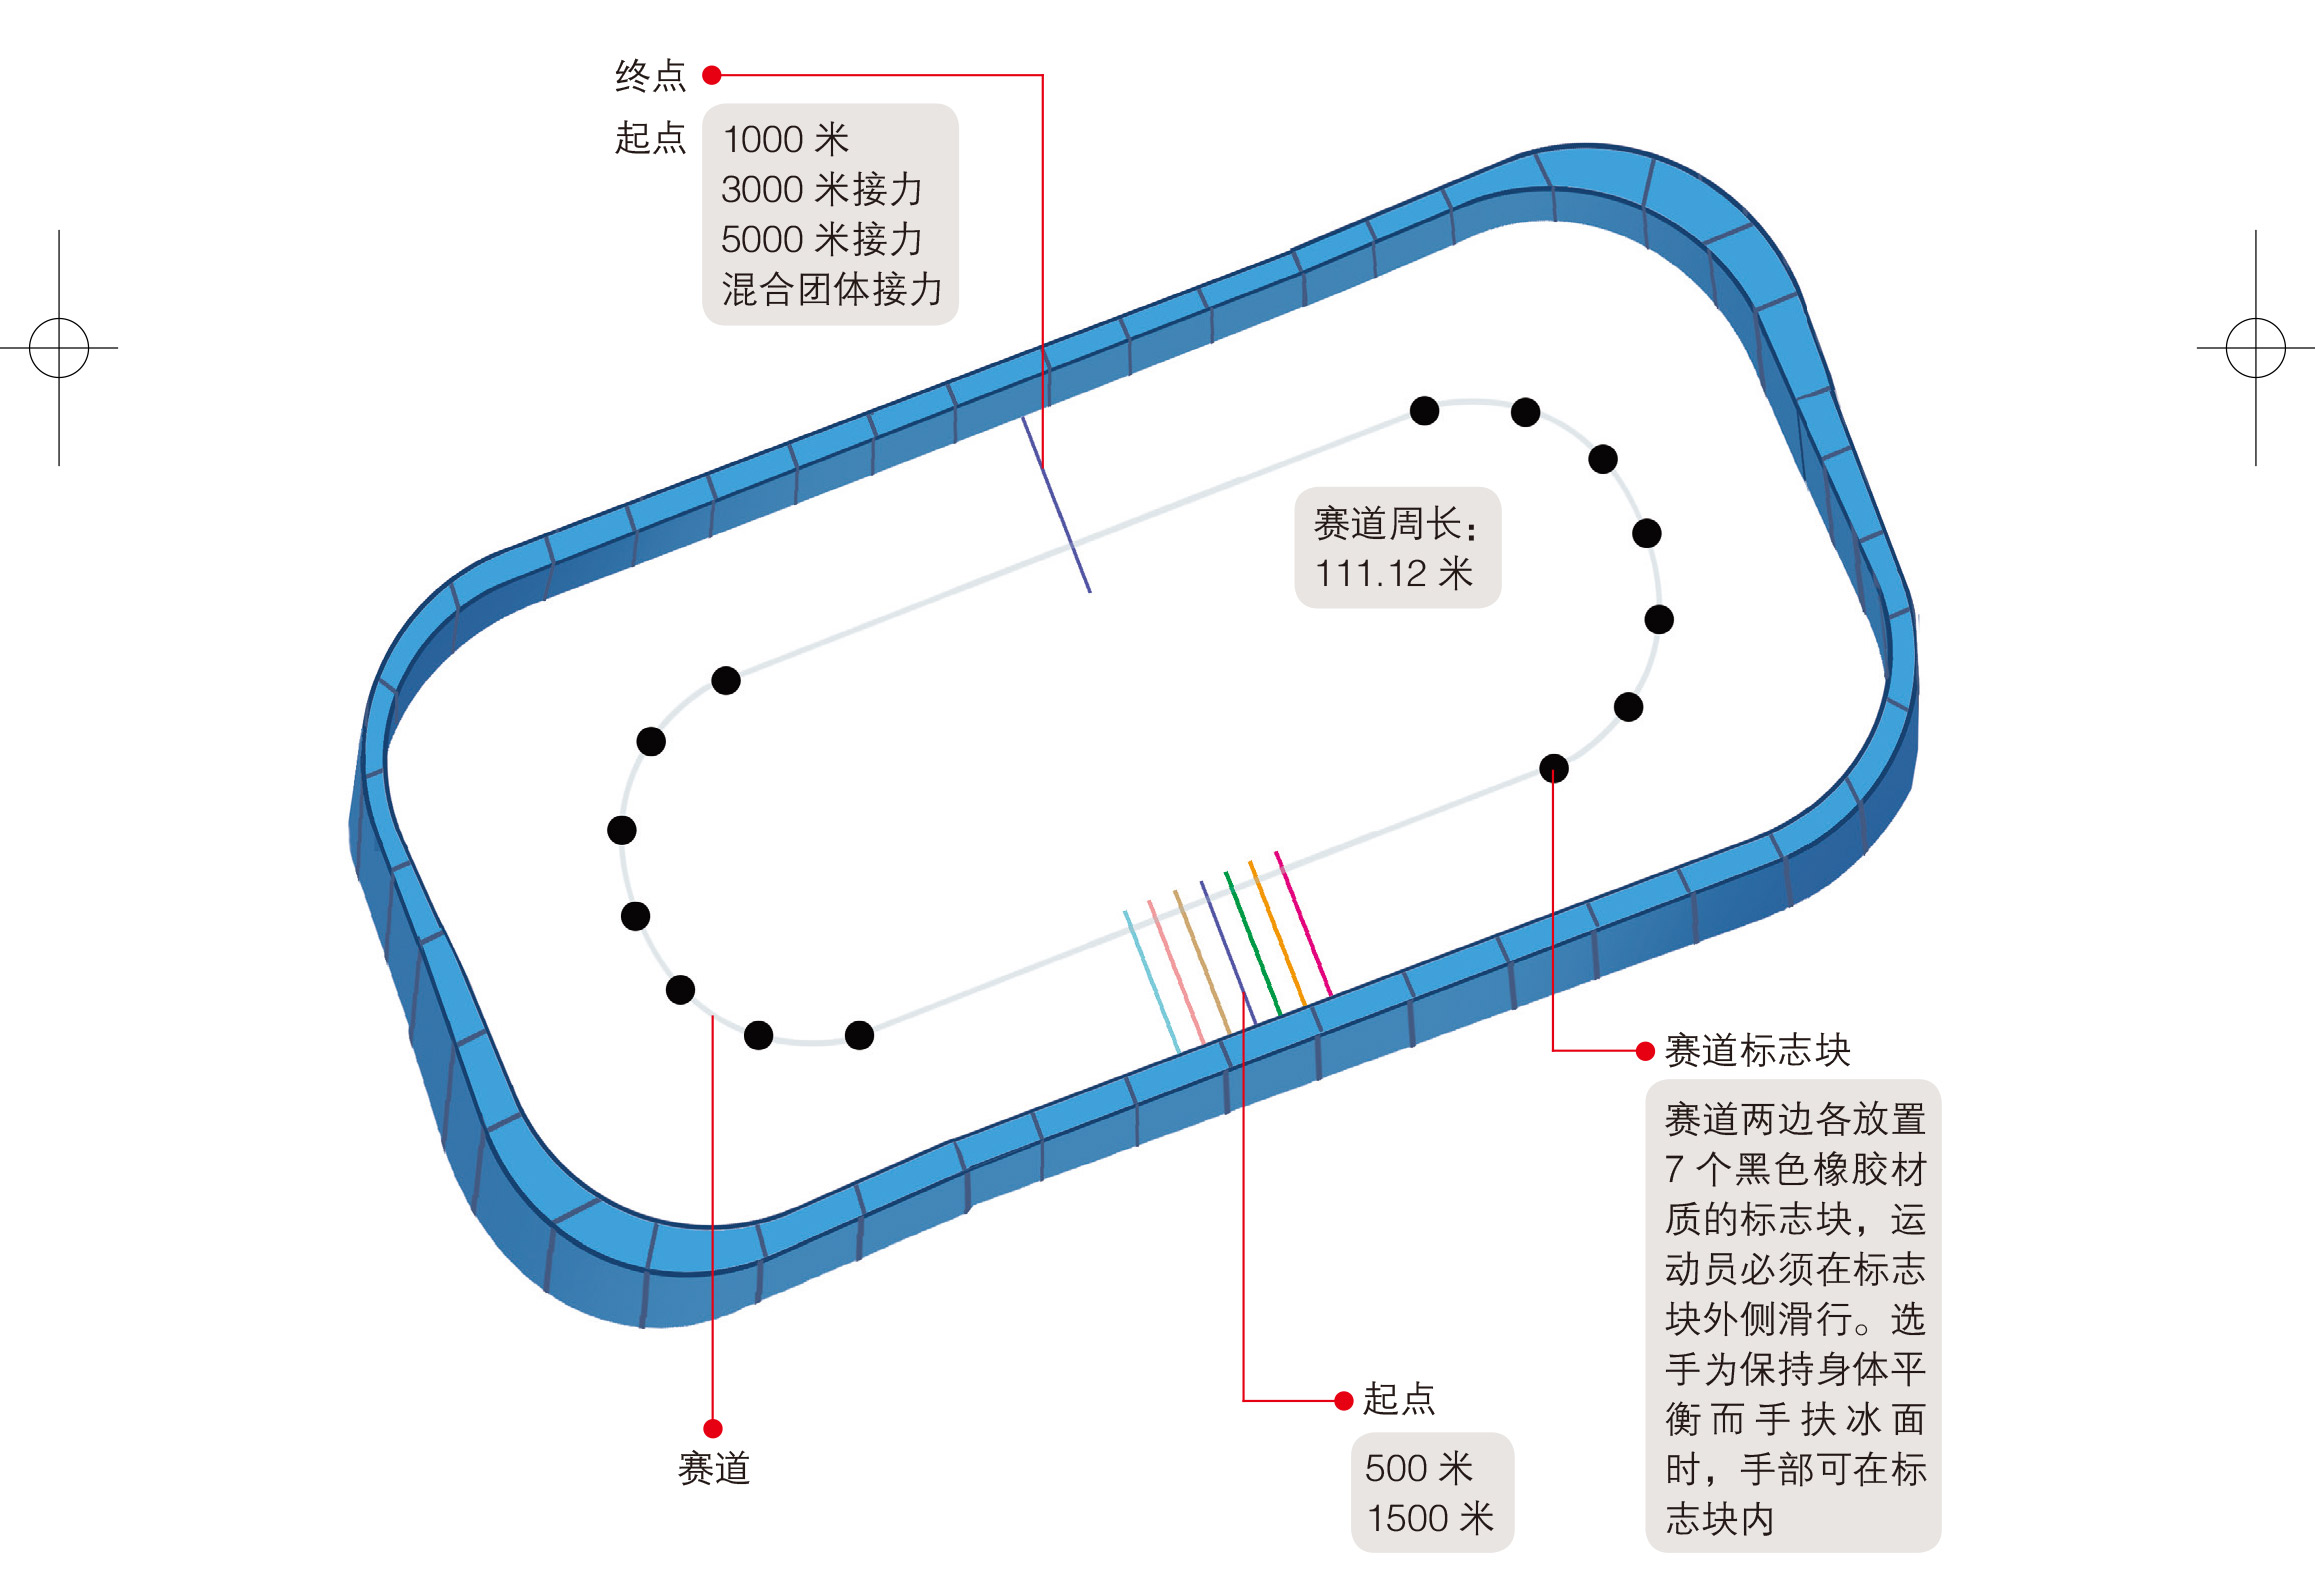 终点
起点
1000 米
3000 米接力
5000 米接力
混合团体接力
赛道周长：
111.12 米
赛道标志块
赛道两边各放置
7 个黑色橡胶材
质的标志块，运
动员必须在标志
块外侧滑行。选
手为保持身体平
衡而手扶冰面
时，手部可在标
志块内
起点
500 米
1500 米
赛道